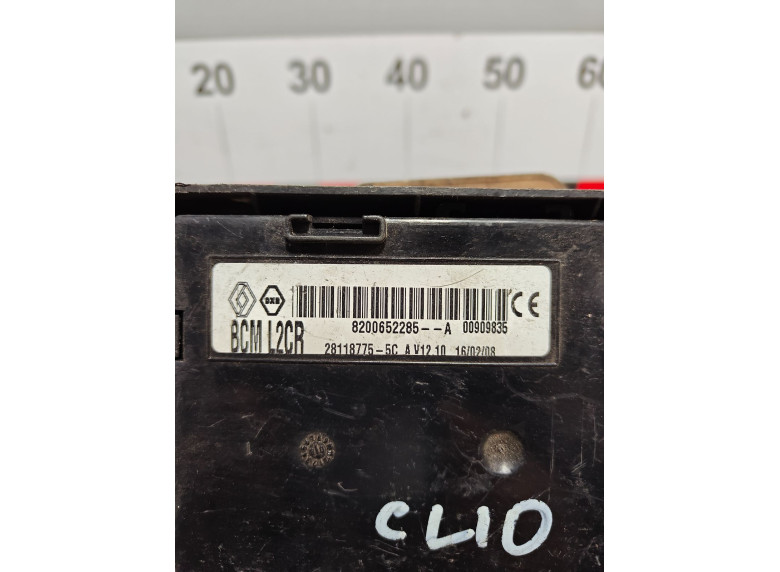 20 30 40 50 60
8200652285--A 00909835
BCM L2CR
28118775-5C A V12.10 16/02/08
CLIO